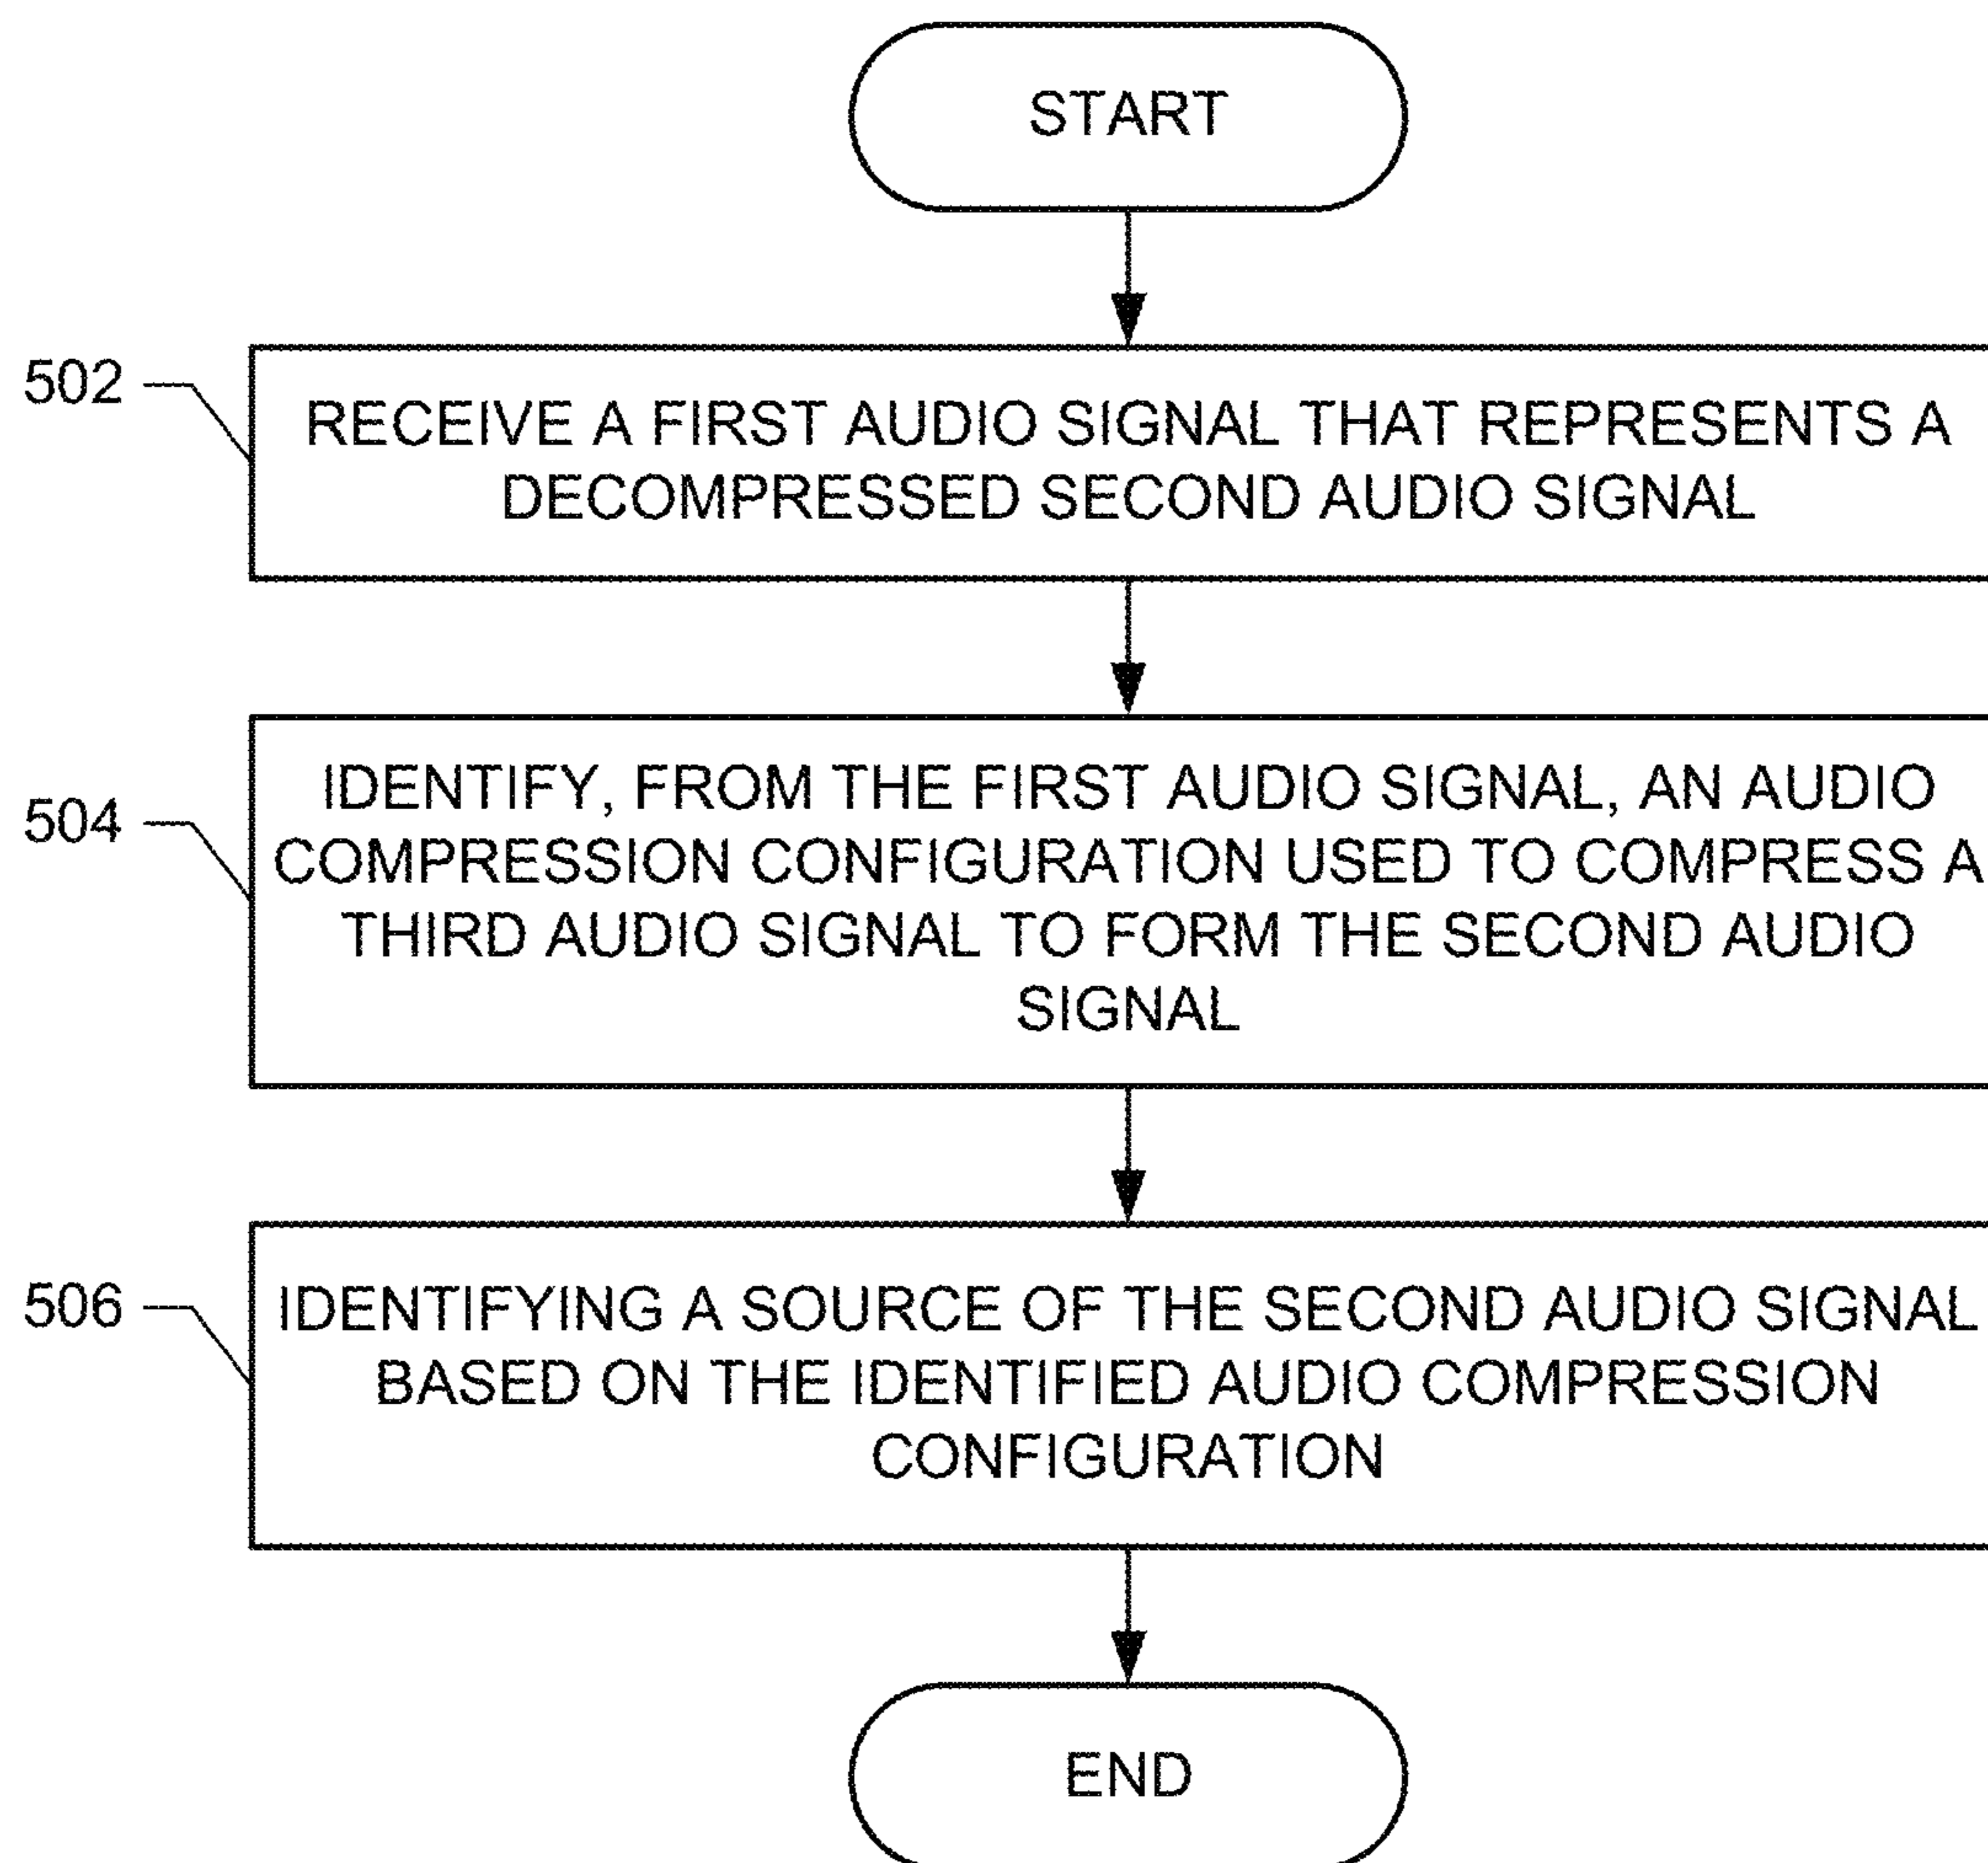 START
502
RECEIVE A FIRST AUDIO SIGNAL THAT REPRESENTS A
DECOMPRESSED SECOND AUDIO SIGNAL
504
IDENTIFY, FROM THE FIRST AUDIO SIGNAL, AN AUDIO
COMPRESSION CONFIGURATION USED TO COMPRESS A
THIRD AUDIO SIGNAL TO FORM THE SECOND AUDIO
SIGNAL
506
IDENTIFYING A SOURCE OF THE SECOND AUDIO SIGNAL
BASED ON THE IDENTIFIED AUDIO COMPRESSION
CONFIGURATION
END